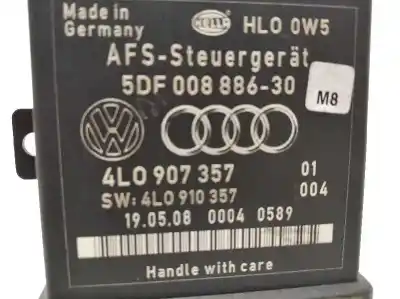 Made in
Germany
HELLA
HLO 0W5
AFS-Steuergerät
5DF 008 886-30
M8
4L0 907 357
01
SW: 4L0 910 357
004
19.05.08 0004 0589
Handle with care